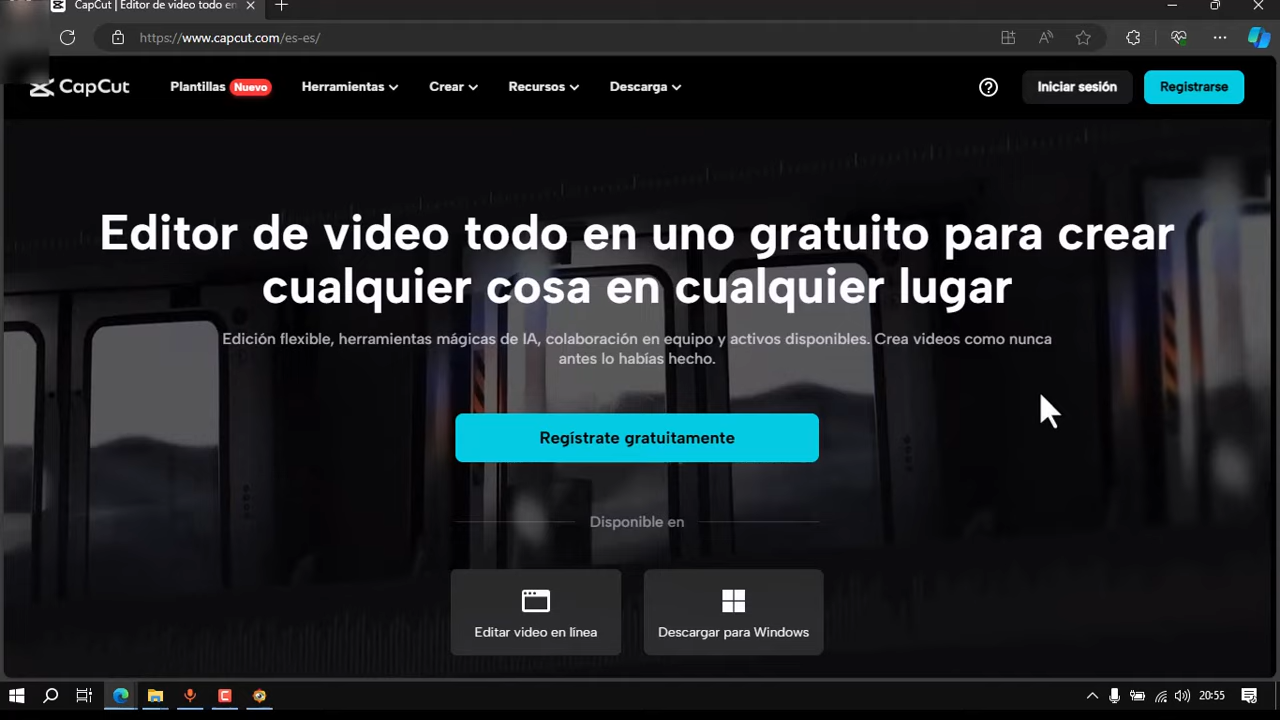 CapCut | Editor de video todo en
https://www.capcut.com/es-es/
CapCut
Plantillas Nuevo
Herramientas
Crear
Recursos
Descarga
Iniciar sesión
Registrarse
Editor de video todo en uno gratuito para crear
cualquier cosa en cualquier lugar
Edición flexible, herramientas mágicas de IA, colaboración en equipo y activos disponibles. Crea videos como nunca
antes lo habías hecho.
Regístrate gratuitamente
Disponible en
Editar video en línea
Descargar para Windows
20:55